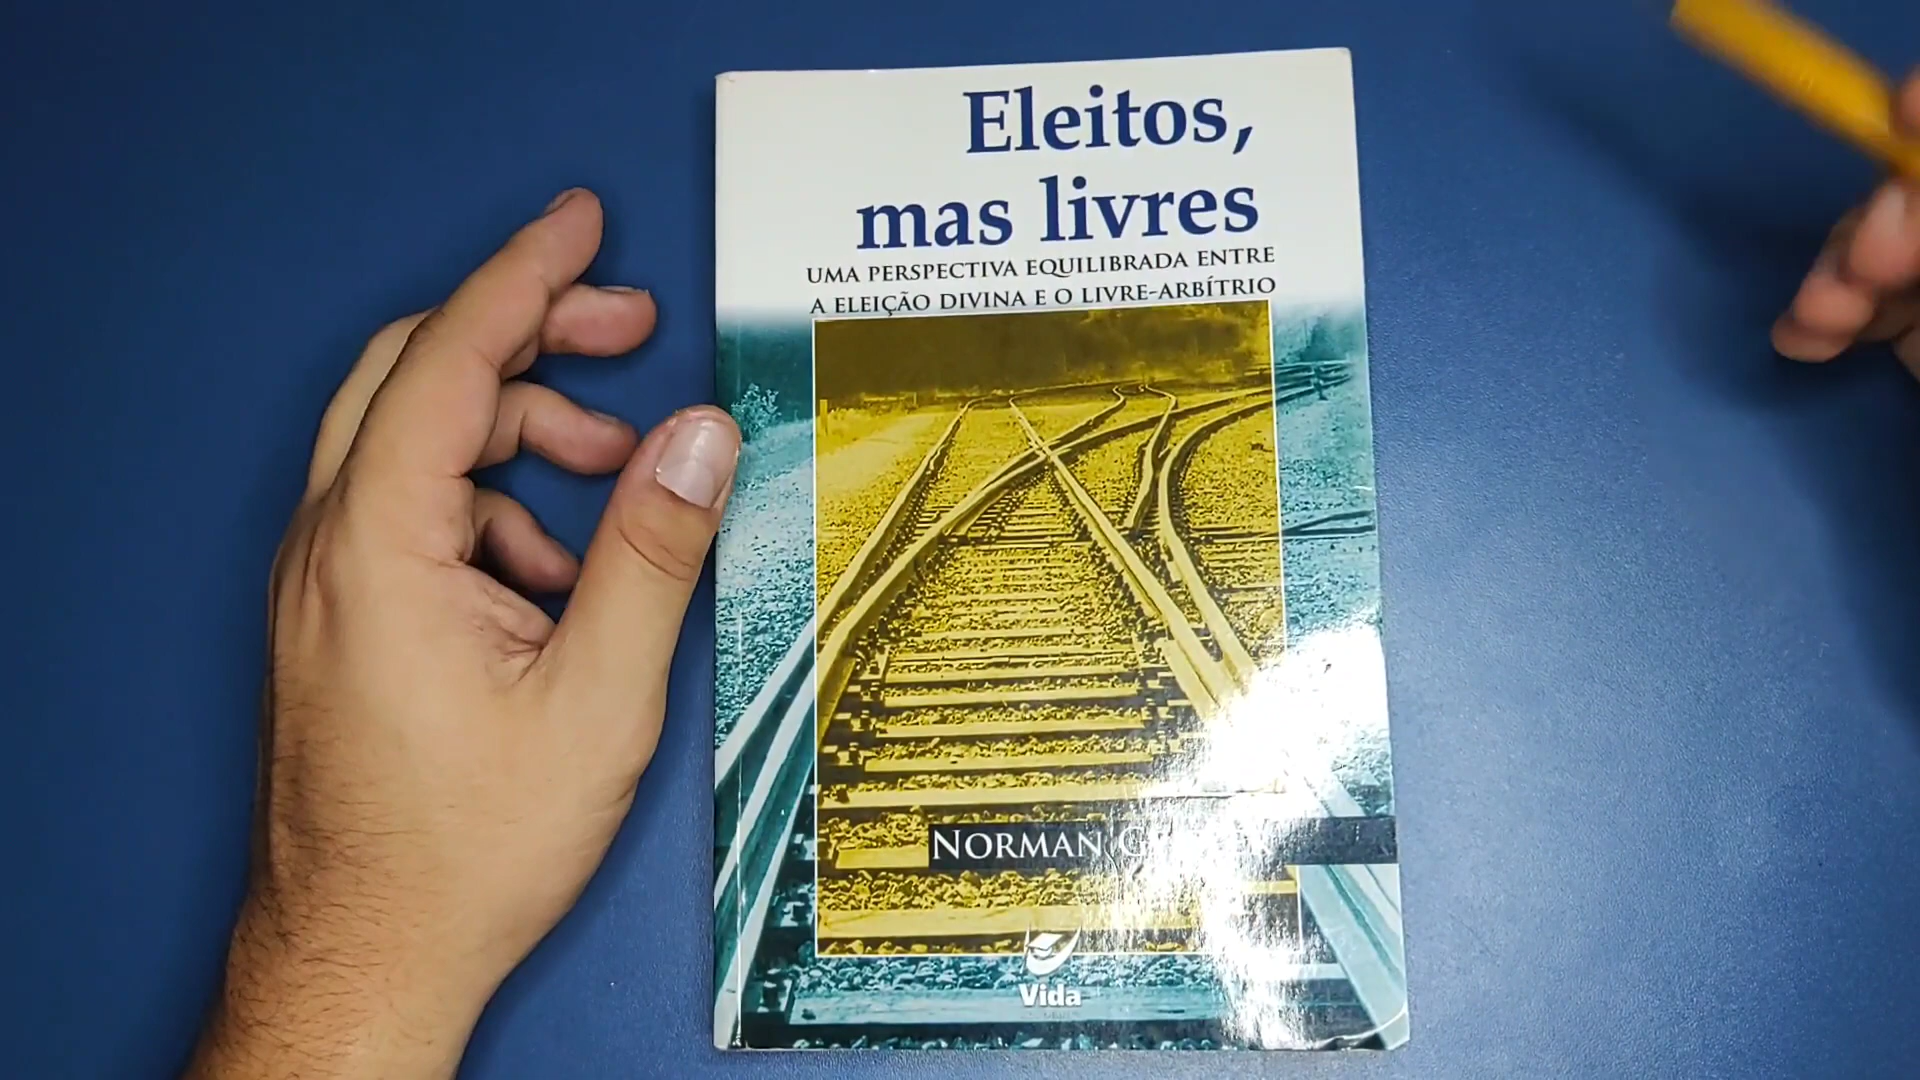 Eleitos,
mas livres
UMA PERSPECTIVA EQUILIBRADA ENTRE
A ELEIÇÃO DIVINA E O LIVRE-ARBÍTRIO
NORMAN
Vida